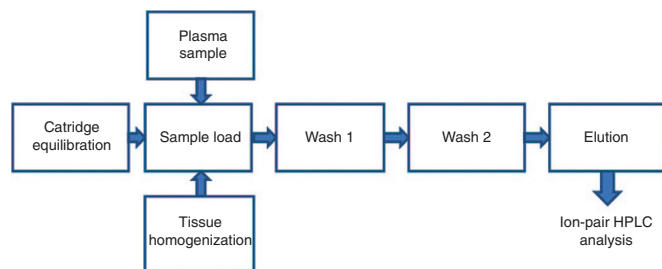 Plasma
sample
Catridge
equilibration
Sample load
Wash 1
Wash 2
Elution
Tissue
homogenization
Ion-pair HPLC
analysis